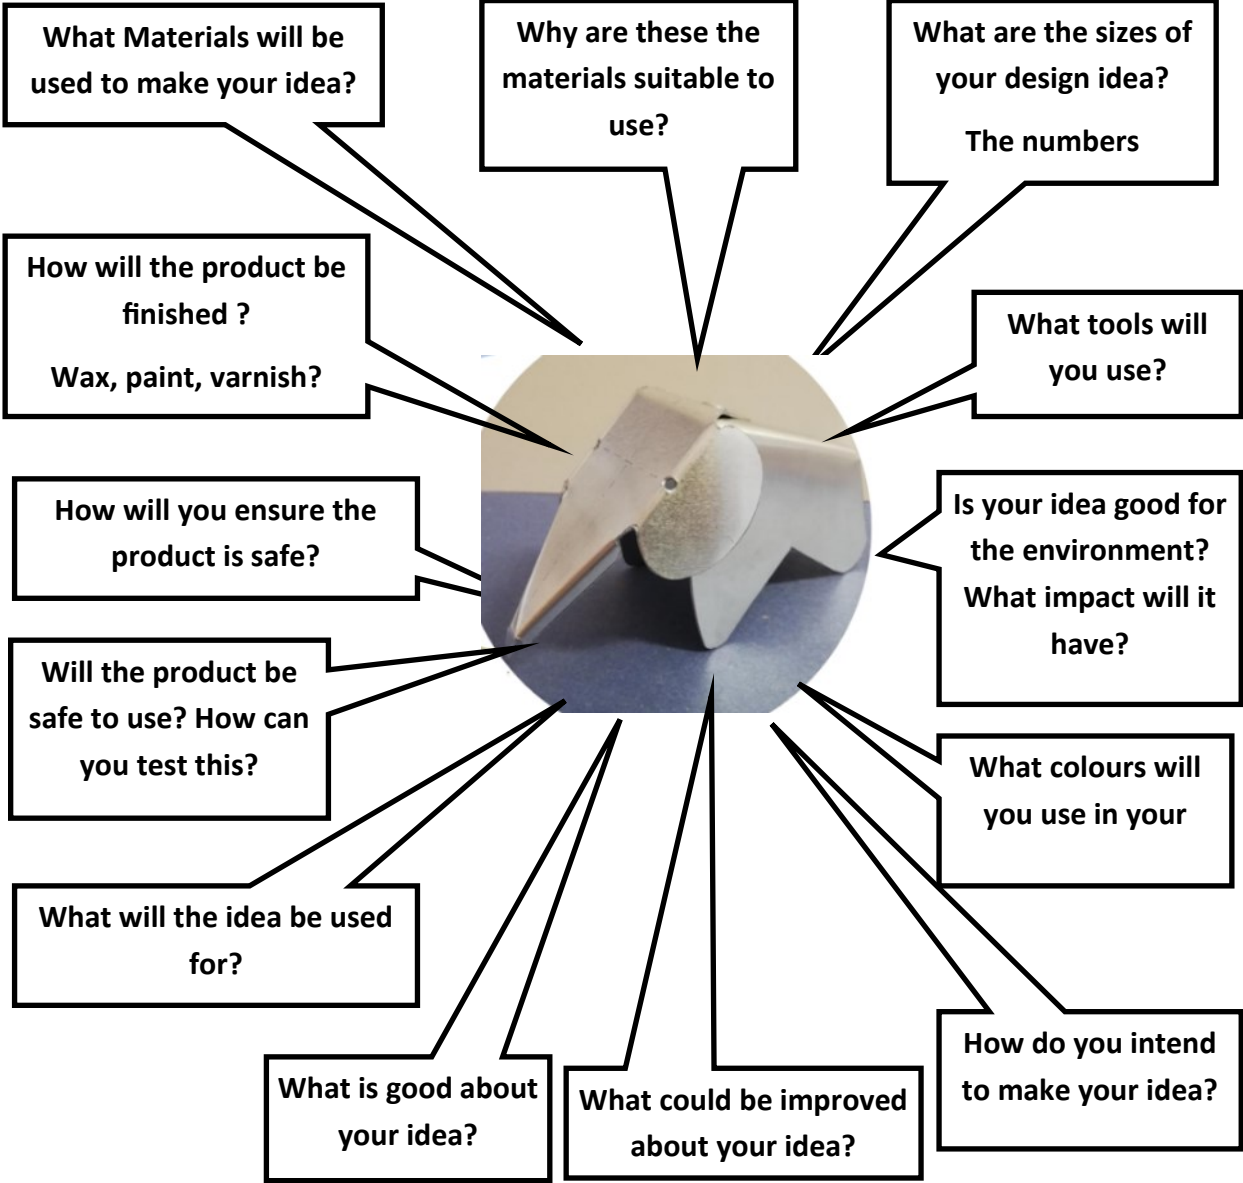 What Materials will be
used to make your idea?
Why are these the
materials suitable to
use?
What are the sizes of
your design idea?
The numbers
How will the product be
finished ?
Wax, paint, varnish?
What tools will
you use?
How will you ensure the
product is safe?
Is your idea good for
the environment?
What impact will it
have?
Will the product be
safe to use? How can
you test this?
What colours will
you use in your
What will the idea be used
for?
How do you intend
to make your idea?
What is good about
your idea?
What could be improved
about your idea?